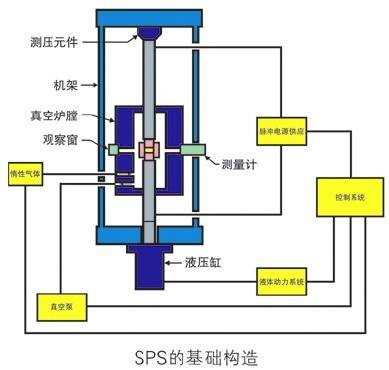 测压元件
机架
真空炉膛
观察窗
惰性气体
脉冲电源供应
测量计
控制系统
液压缸
液体动力系统
真空泵
SPS的基础构造